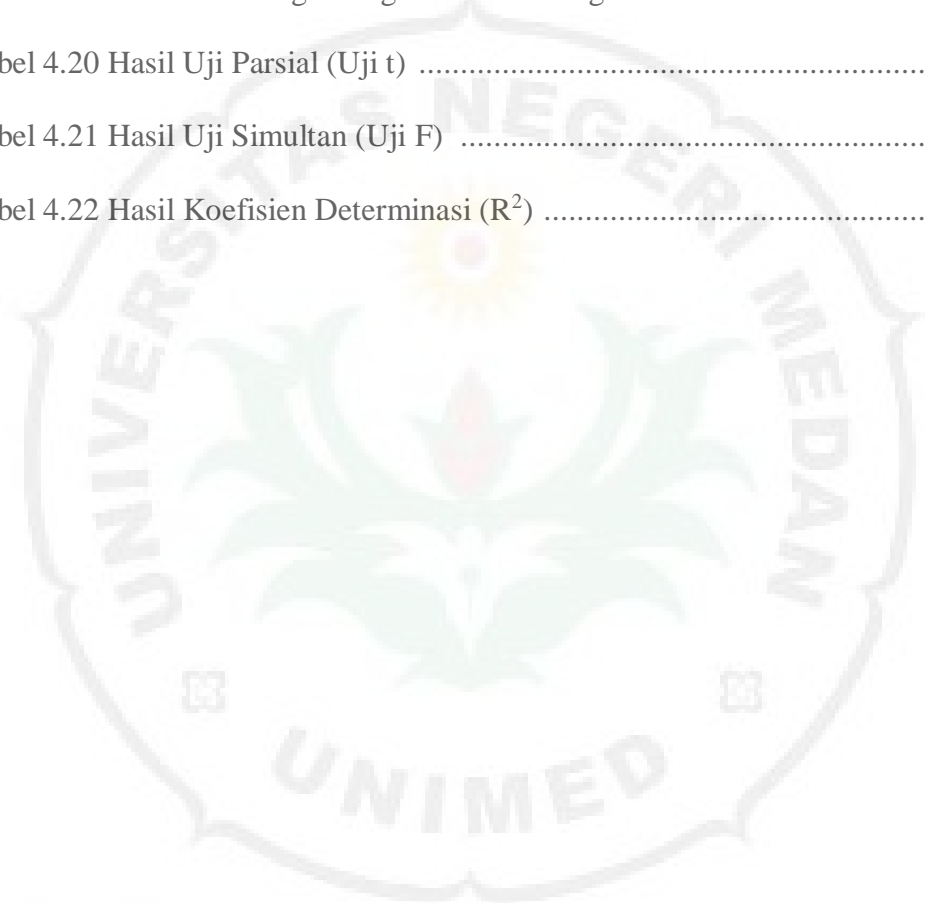 bel 4.20 Hasil Uji Parsial (Uji t) ......................................................
bel 4.21 Hasil Uji Simultan (Uji F) .................................................
bel 4.22 Hasil Koefisien Determinasi (R²) ........................................
UNIVERSITAS NEGERI MEDAN
UNIMED